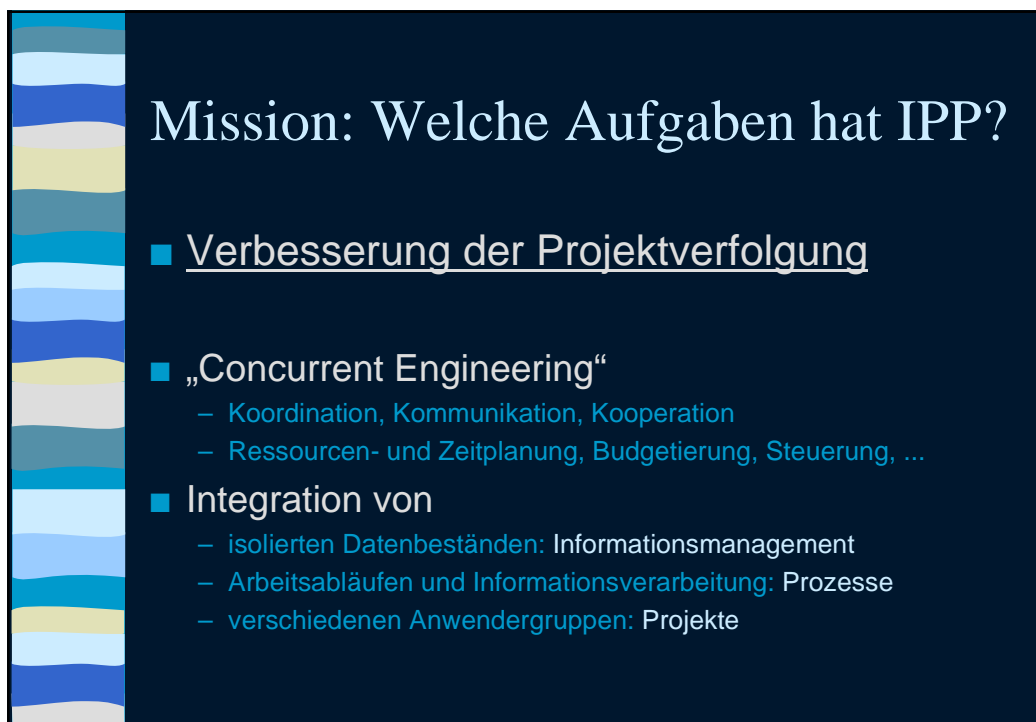 Mission: Welche Aufgaben hat IPP?
Verbesserung der Projektverfolgung
„Concurrent Engineering“
– Koordination, Kommunikation, Kooperation
– Ressourcen- und Zeitplanung, Budgetierung, Steuerung, ...
Integration von
– isolierten Datenbeständen: Informationsmanagement
– Arbeitsabläufen und Informationsverarbeitung: Prozesse
– verschiedenen Anwendergruppen: Projekte